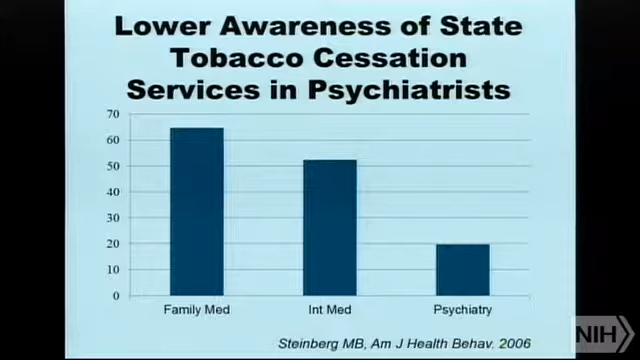 Lower Awareness of State
Tobacco Cessation
Services in Psychiatrists
70
60
50
40
30
20
10
0
Family Med
Int Med
Psychiatry
Steinberg MB, Am J Health Behav. 2006
NIH